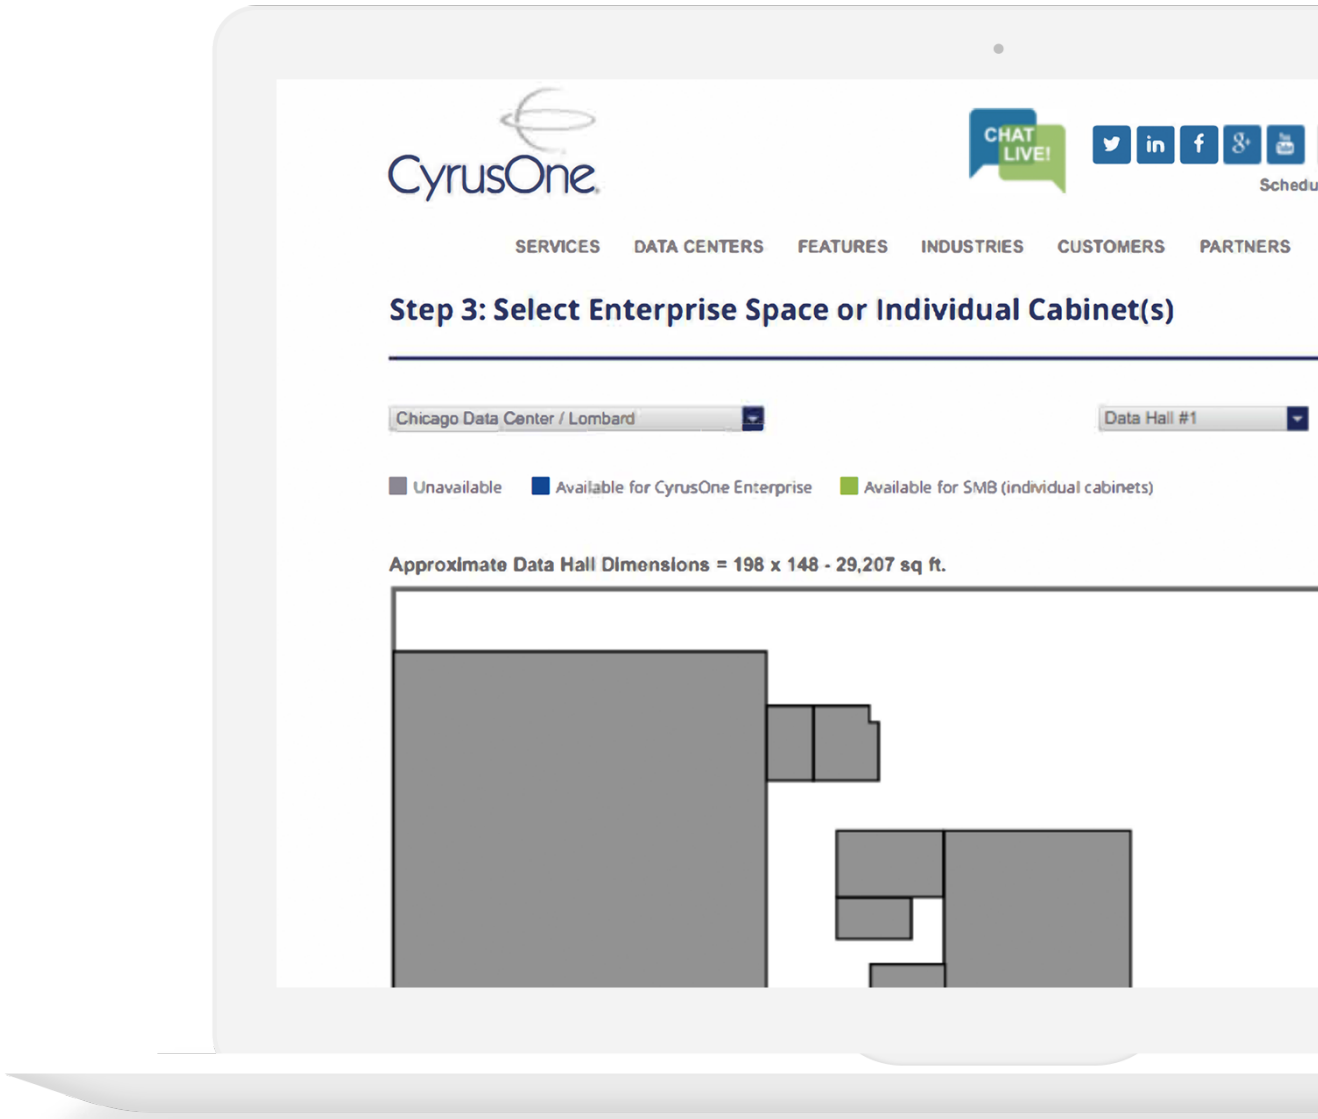 CyrusOne
CHAT
LIVE!
in
f
g+
You
Schedu
SERVICES DATA CENTERS FEATURES INDUSTRIES CUSTOMERS PARTNERS
Step 3: Select Enterprise Space or Individual Cabinet(s)
Chicago Data Center / Lombard
Data Hall #1
Unavailable
Available for CyrusOne Enterprise
Available for SMB (individual cabinets)
Approximate Data Hall Dimensions = 198 x 148 - 29,207 sq ft.